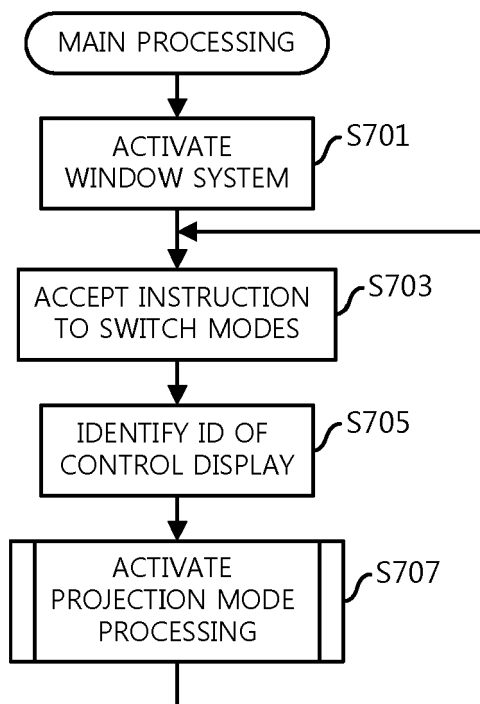 MAIN PROCESSING
ACTIVATE
WINDOW SYSTEM
S701
ACCEPT INSTRUCTION
TO SWITCH MODES
S703
IDENTIFY ID OF
CONTROL DISPLAY
S705
ACTIVATE
PROJECTION MODE
PROCESSING
S707